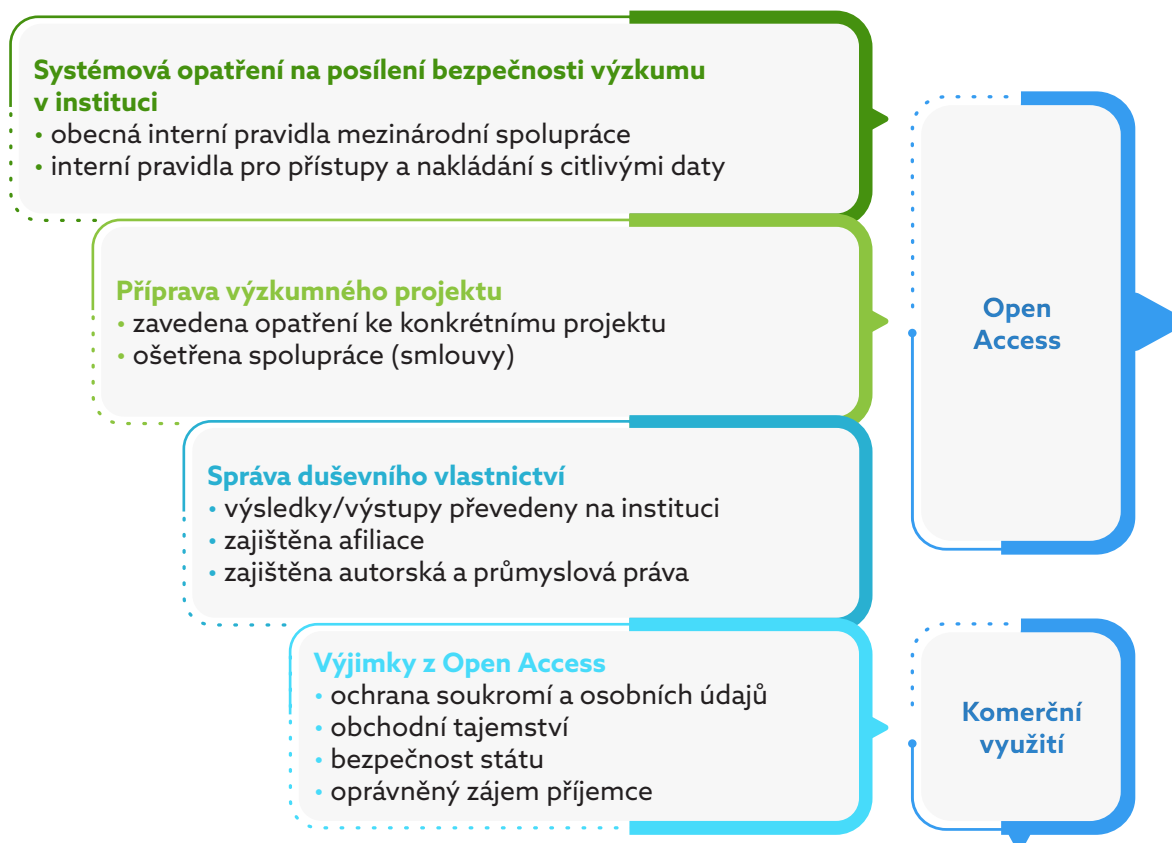 Systémová opatření na posílení bezpečnosti výzkumu
v instituci
• obecná interní pravidla mezinárodní spolupráce
• interní pravidla pro přístupy a nakládání s citlivými daty
Příprava výzkumného projektu
• zavedena opatření ke konkrétnímu projektu
• ošetřena spolupráce (smlouvy)
Správa duševního vlastnictví
• výsledky/výstupy převedeny na instituci
• zajištěna afiliace
• zajištěna autorská a průmyslová práva
Výjimky z Open Access
• ochrana soukromí a osobních údajů
• obchodní tajemství
• bezpečnost státu
• oprávněný zájem příjemce
Open
Access
Komerční
využití